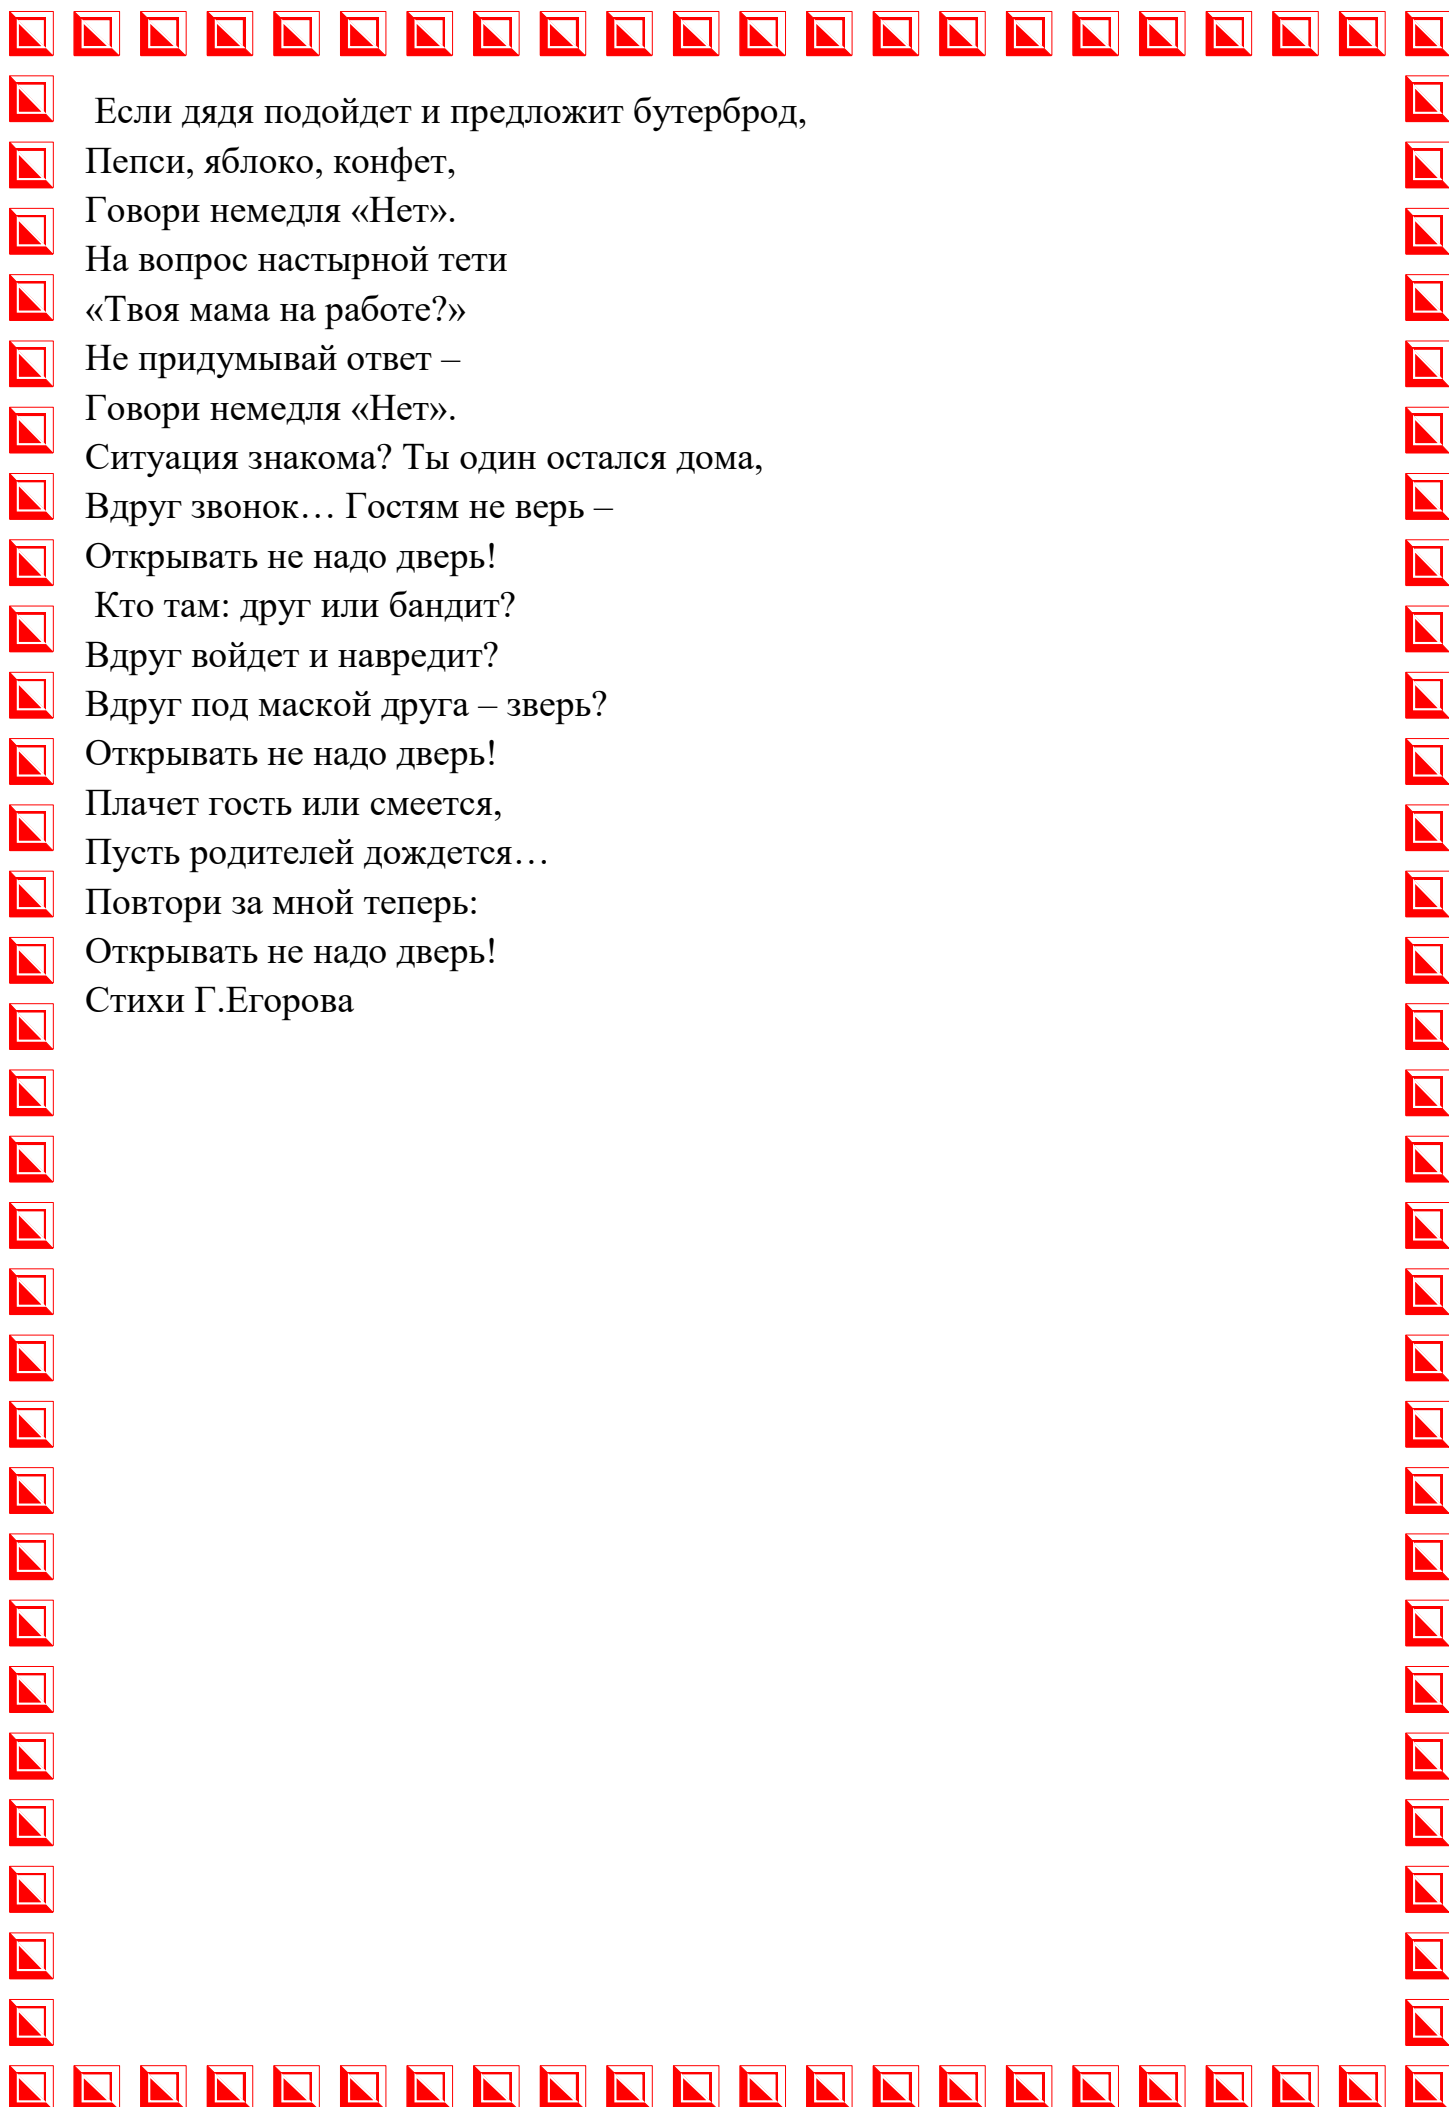 Если дядя подойдет и предложит бутерброд,
Пепси, яблоко, конфет,
Говори немедля «Нет».
На вопрос настырной тети
«Твоя мама на работе?»
Не придумывай ответ –
Говори немедля «Нет».
Ситуация знакома? Ты один остался дома,
Вдруг звонок… Гостям не верь –
Открывать не надо дверь!
Кто там: друг или бандит?
Вдруг войдет и навредит?
Вдруг под маской друга – зверь?
Открывать не надо дверь!
Плачет гость или смеется,
Пусть родителей дождется…
Повтори за мной теперь:
Открывать не надо дверь!
Стихи Г.Егорова